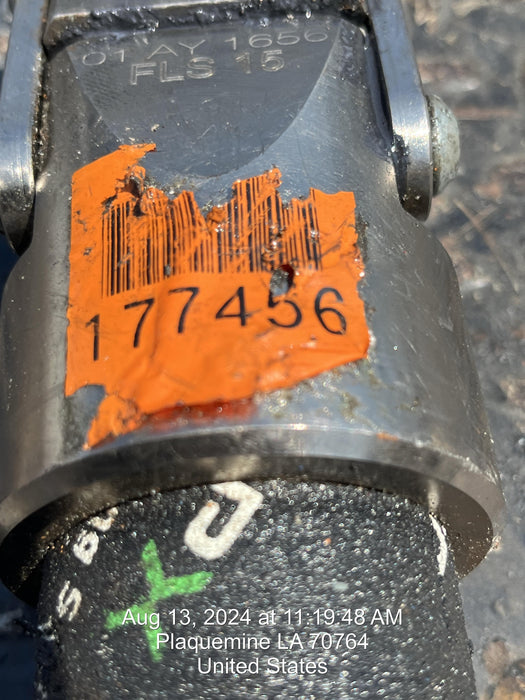 01 AY 1656
FLS 15
177456
Aug 13, 2024 at 11:19:48 AM
Plaquemine LA 70764
United States